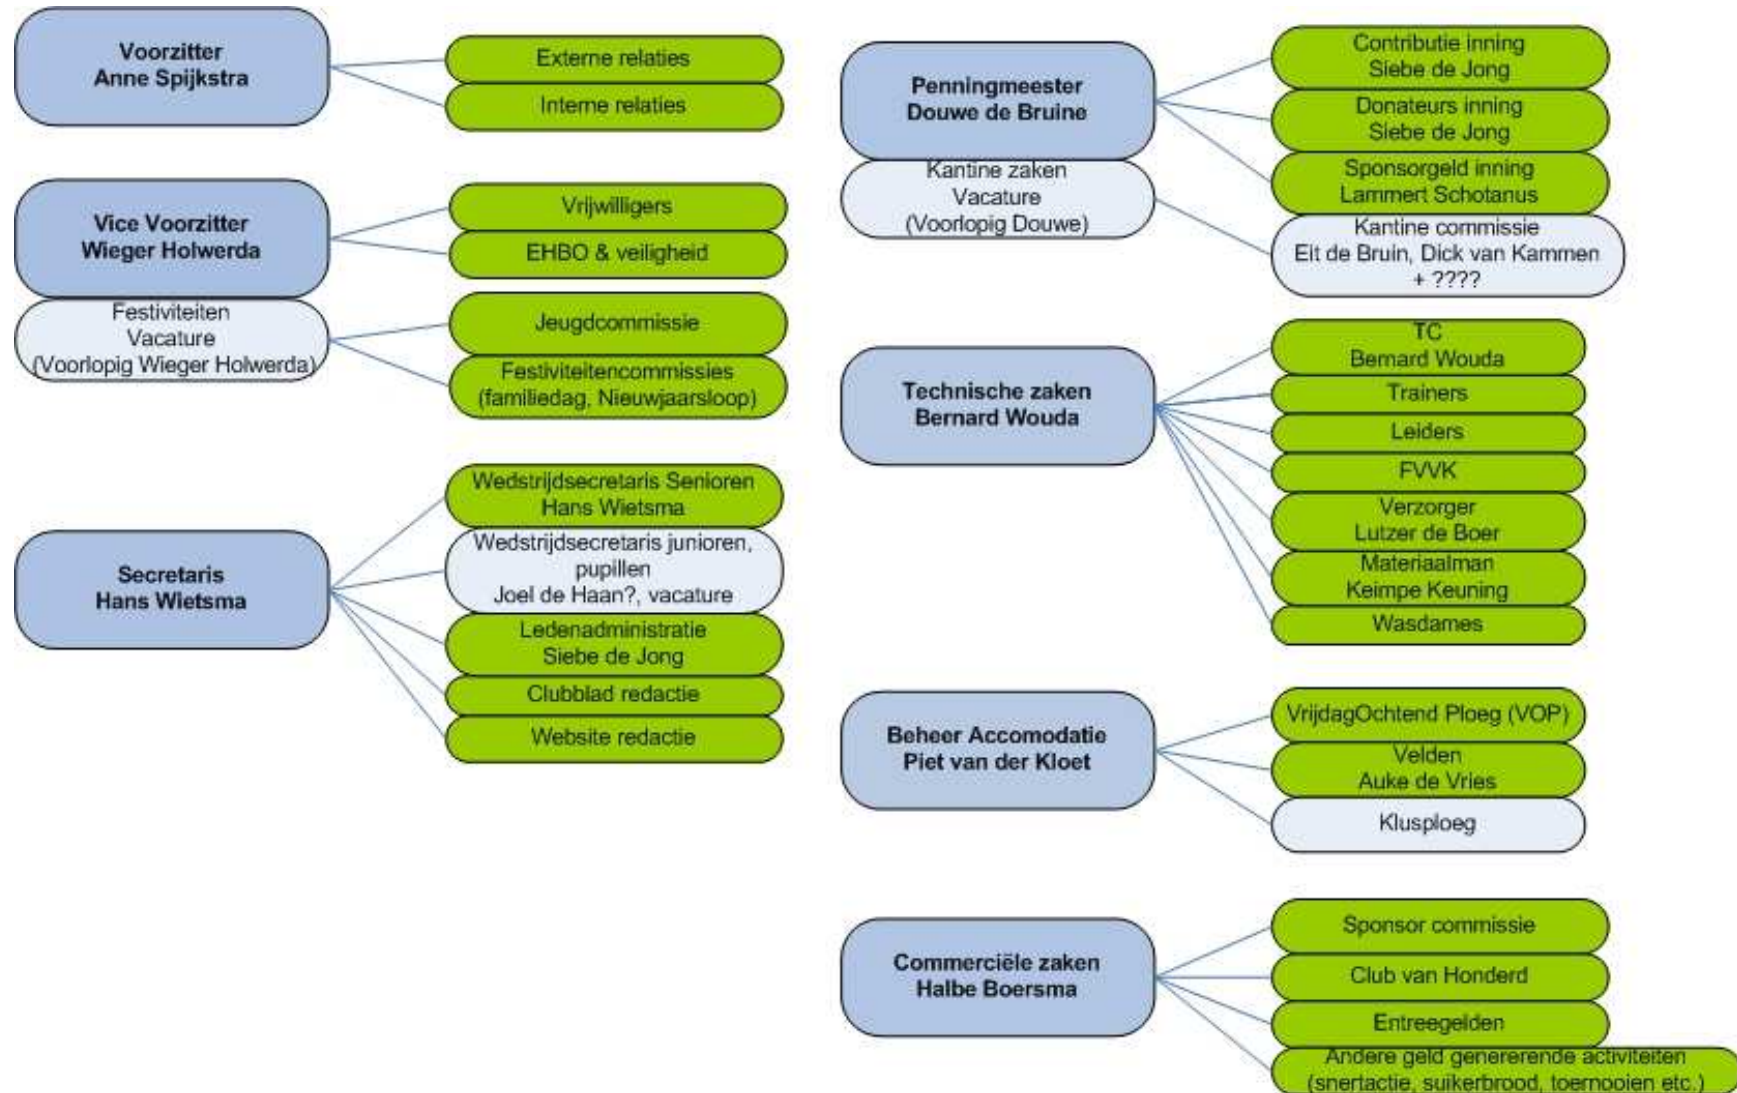 Voorzitter
Anne Spijkstra
Externe relaties
Interne relaties
Vice Voorzitter
Wieger Holwerda
Vrijwilligers
EHBO & veiligheid
Festiviteiten
Vacature
(Voorlopig Wieger Holwerda)
Jeugdcommissie
Festiviteitencommissies
(familiedag, Nieuwjaarsloop)
Secretaris
Hans Wietsma
Wedstrijdsecretaris Senioren
Hans Wietsma
Wedstrijdsecretaris junioren,
pupillen
Joel de Haan?, vacature
Ledenadministratie
Siebe de Jong
Clubblad redactie
Website redactie
Penningmeester
Douwe de Bruine
Contributie inning
Siebe de Jong
Donateurs inning
Siebe de Jong
Sponsorgeld inning
Lammert Schotanus
Kantine zaken
Vacature
(Voorlopig Douwe)
Kantine commissie
Eit de Bruin, Dick van Kammen
+ ????
Technische zaken
Bernard Wouda
TC
Bernard Wouda
Trainers
Leiders
FVVK
Verzorger
Lutzer de Boer
Materiaalman
Keimpe Keuning
Wasdames
Beheer Accomodatie
Piet van der Kloet
VrijdagOchtend Ploeg (VOP)
Velden
Auke de Vries
Klusploeg
Commerciële zaken
Halbe Boersma
Sponsor commissie
Club van Honderd
Entreegelden
Andere geld genererende activiteiten
(snertactie, suikerbrood, toernooien etc.)